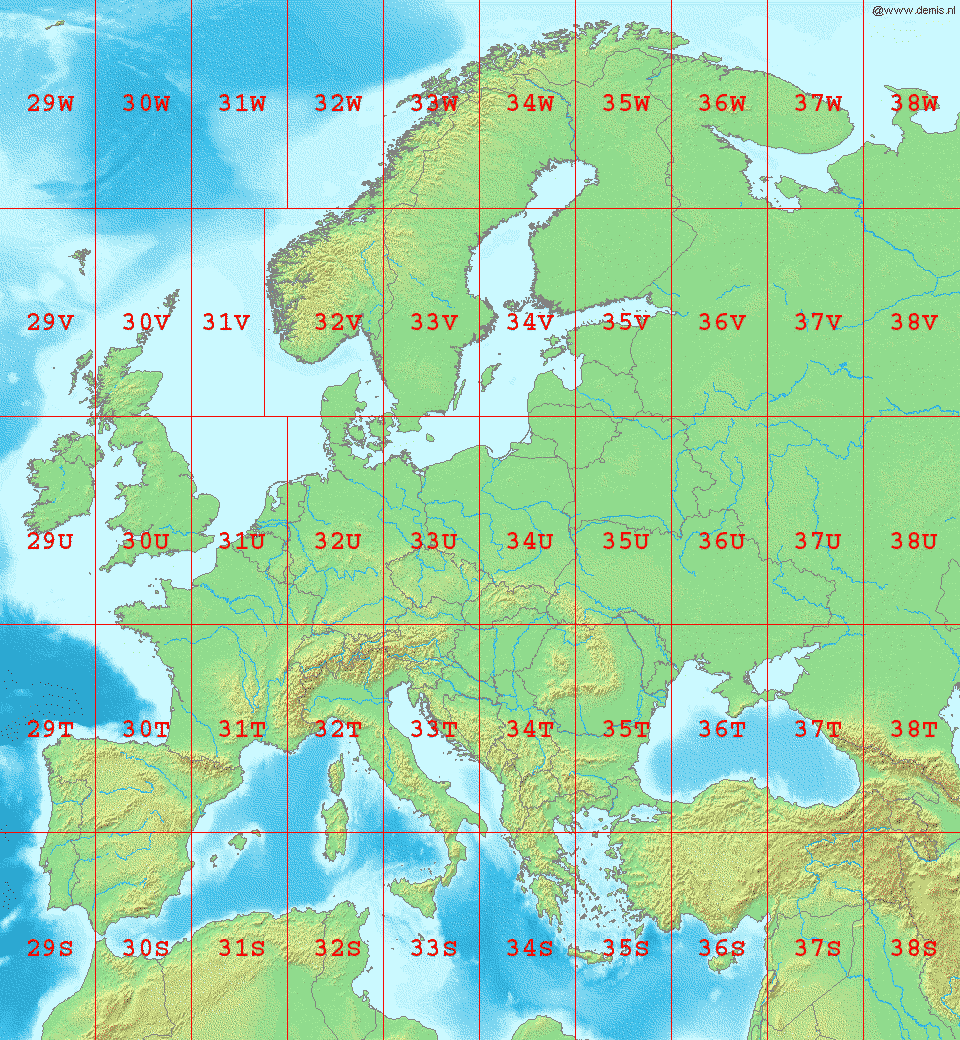 @www.demis.nl
29W 30W 31W 32W 33W 34W 35W 36W 37W 38W
29V 30V 31V 32V 33V 34V 35V 36V 37V 38V
29U 30U 31U 32U 33U 34U 35U 36U 37U 38U
29T 30T 31T 32T 33T 34T 35T 36T 37T 38T
29S 30S 31S 32S 33S 34S 35S 36S 37S 38S